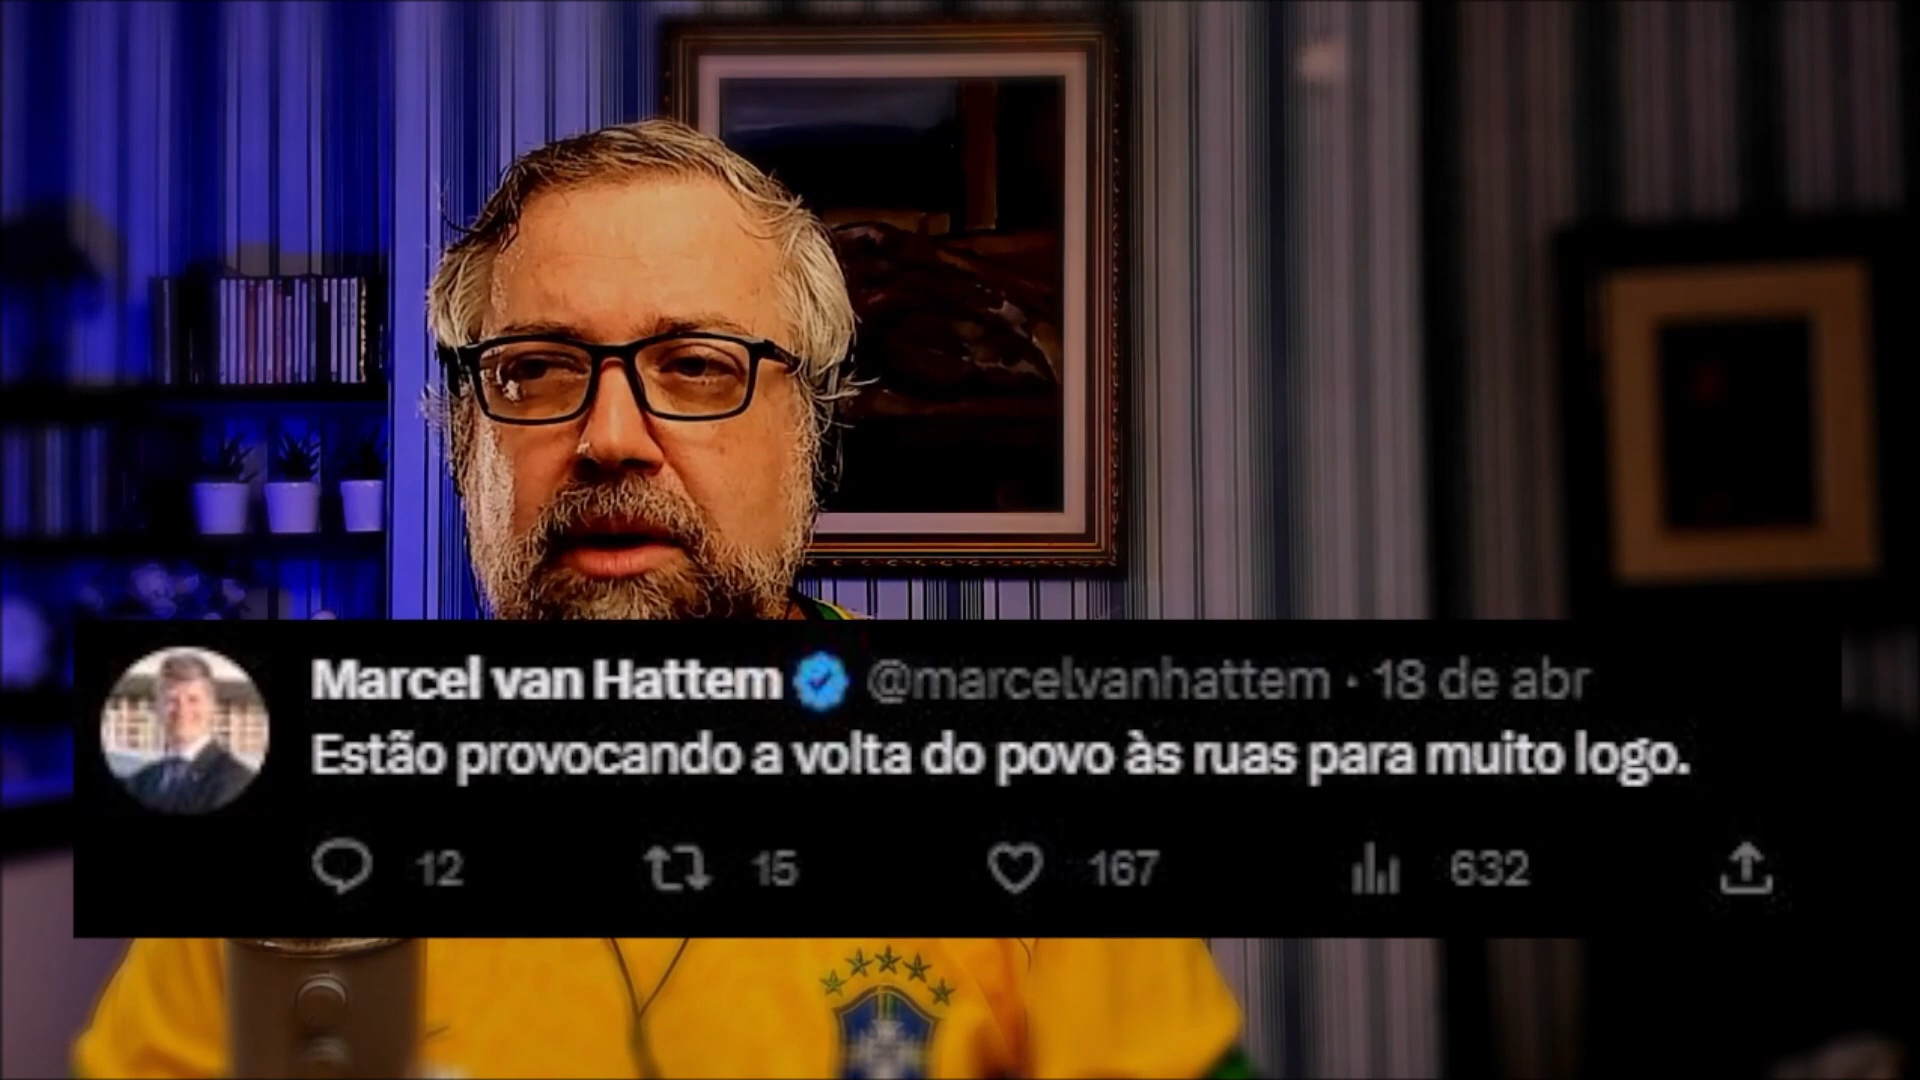 Marcel van Hattem @marcelvanhattem · 18 de abr
Estão provocando a volta do povo às ruas para muito logo.
12 15 167 632